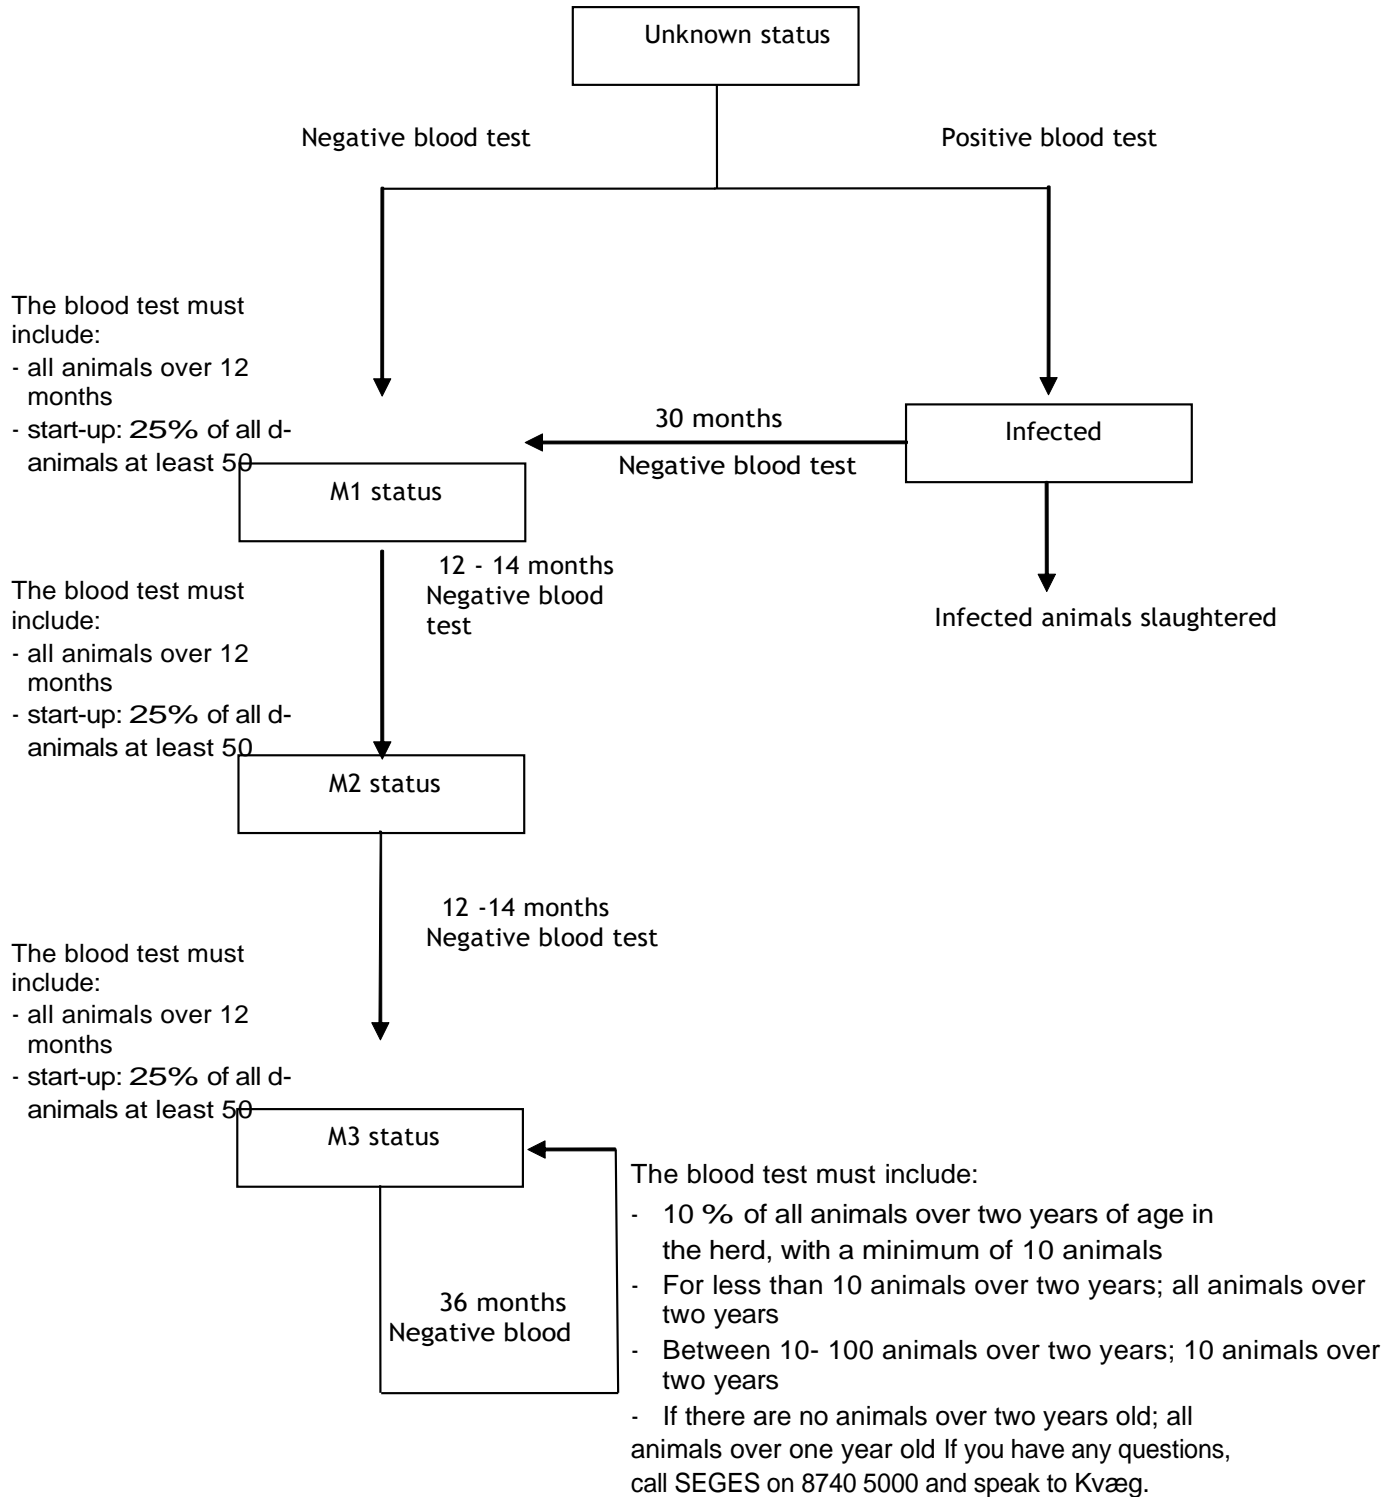 Unknown status
Negative blood test
Positive blood test
The blood test must
include:
- all animals over 12
months
- start-up: 25% of all d-
animals at least 50
30 months
Negative blood test
Infected
M1 status
12 - 14 months
Negative blood
test
Infected animals slaughtered
The blood test must
include:
- all animals over 12
months
- start-up: 25% of all d-
animals at least 50
M2 status
12 -14 months
Negative blood test
The blood test must
include:
- all animals over 12
months
- start-up: 25% of all d-
animals at least 50
M3 status
36 months
Negative blood
The blood test must include:
- 10 % of all animals over two years of age in
the herd, with a minimum of 10 animals
- For less than 10 animals over two years; all animals over
two years
- Between 10- 100 animals over two years; 10 animals over
two years
- If there are no animals over two years old; all
animals over one year old If you have any questions,
call SEGES on 8740 5000 and speak to Kvæg.